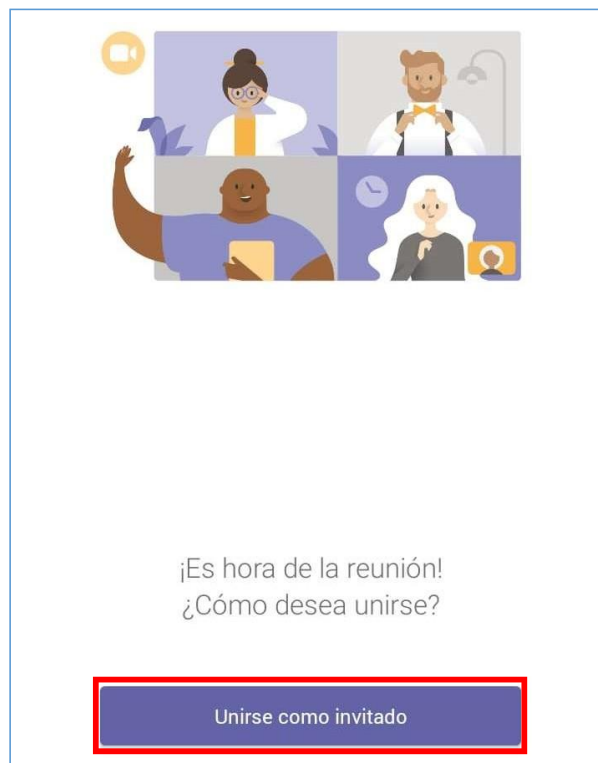 ¡Es hora de la reunión!
¿Cómo desea unirse?
Unirse como invitado